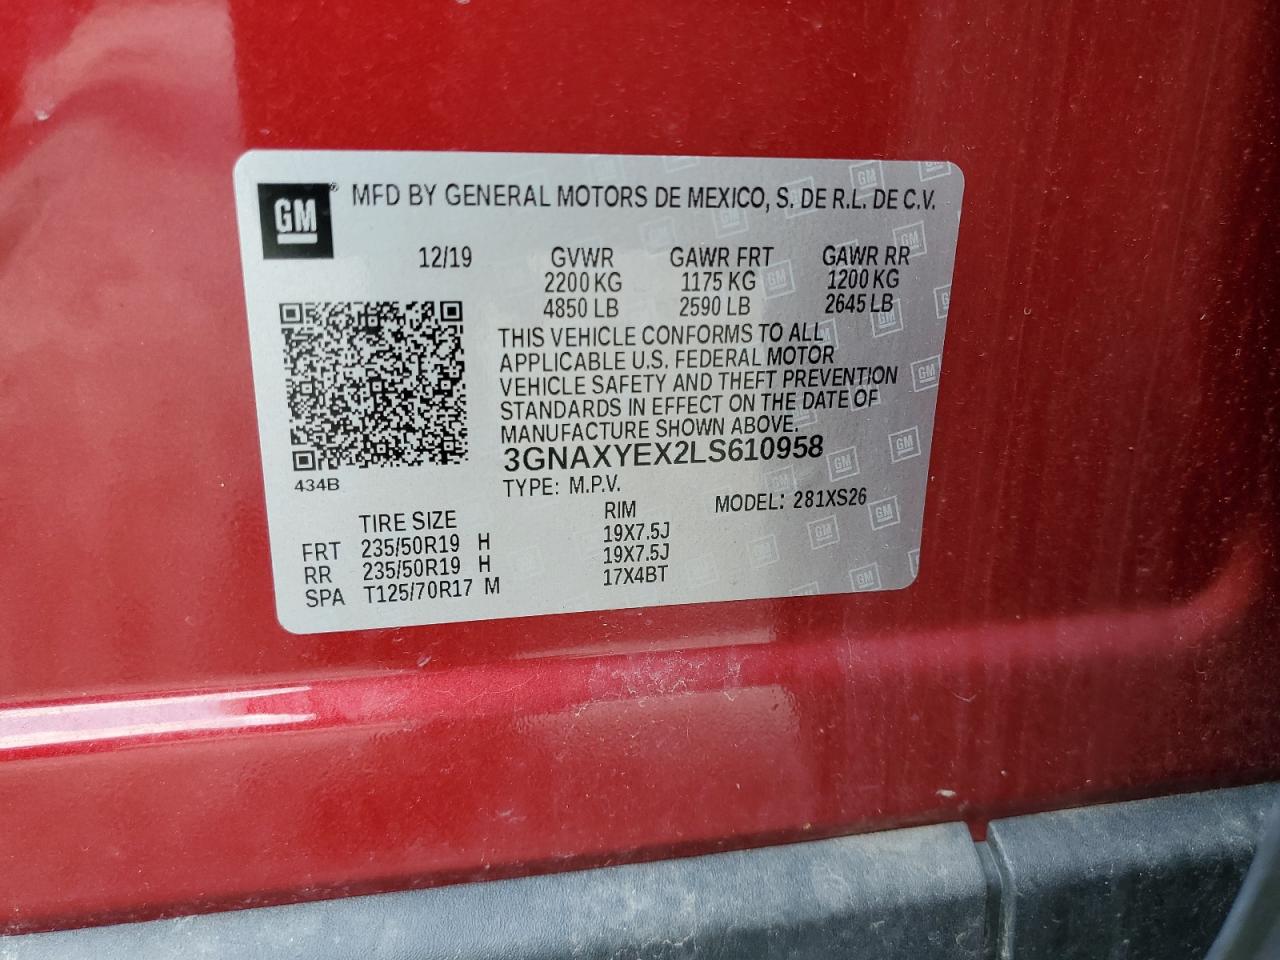 GM® MFD BY GENERAL MOTORS DE MEXICO, S. DE R.L. DE C.V.
12/19 GVWR GAWR FRT GAWR RR
2200 KG 1175 KG 1200 KG
4850 LB 2590 LB 2645 LB
THIS VEHICLE CONFORMS TO ALL
APPLICABLE U.S. FEDERAL MOTOR
VEHICLE SAFETY AND THEFT PREVENTION
STANDARDS IN EFFECT ON THE DATE OF
MANUFACTURE SHOWN ABOVE.
3GNAXYEX2LS610958
434B
TYPE: M.P.V. MODEL: 281XS26
TIRE SIZE RIM
FRT 235/50R19 H 19X7.5J
RR 235/50R19 H 19X7.5J
SPA T125/70R17 M 17X4BT